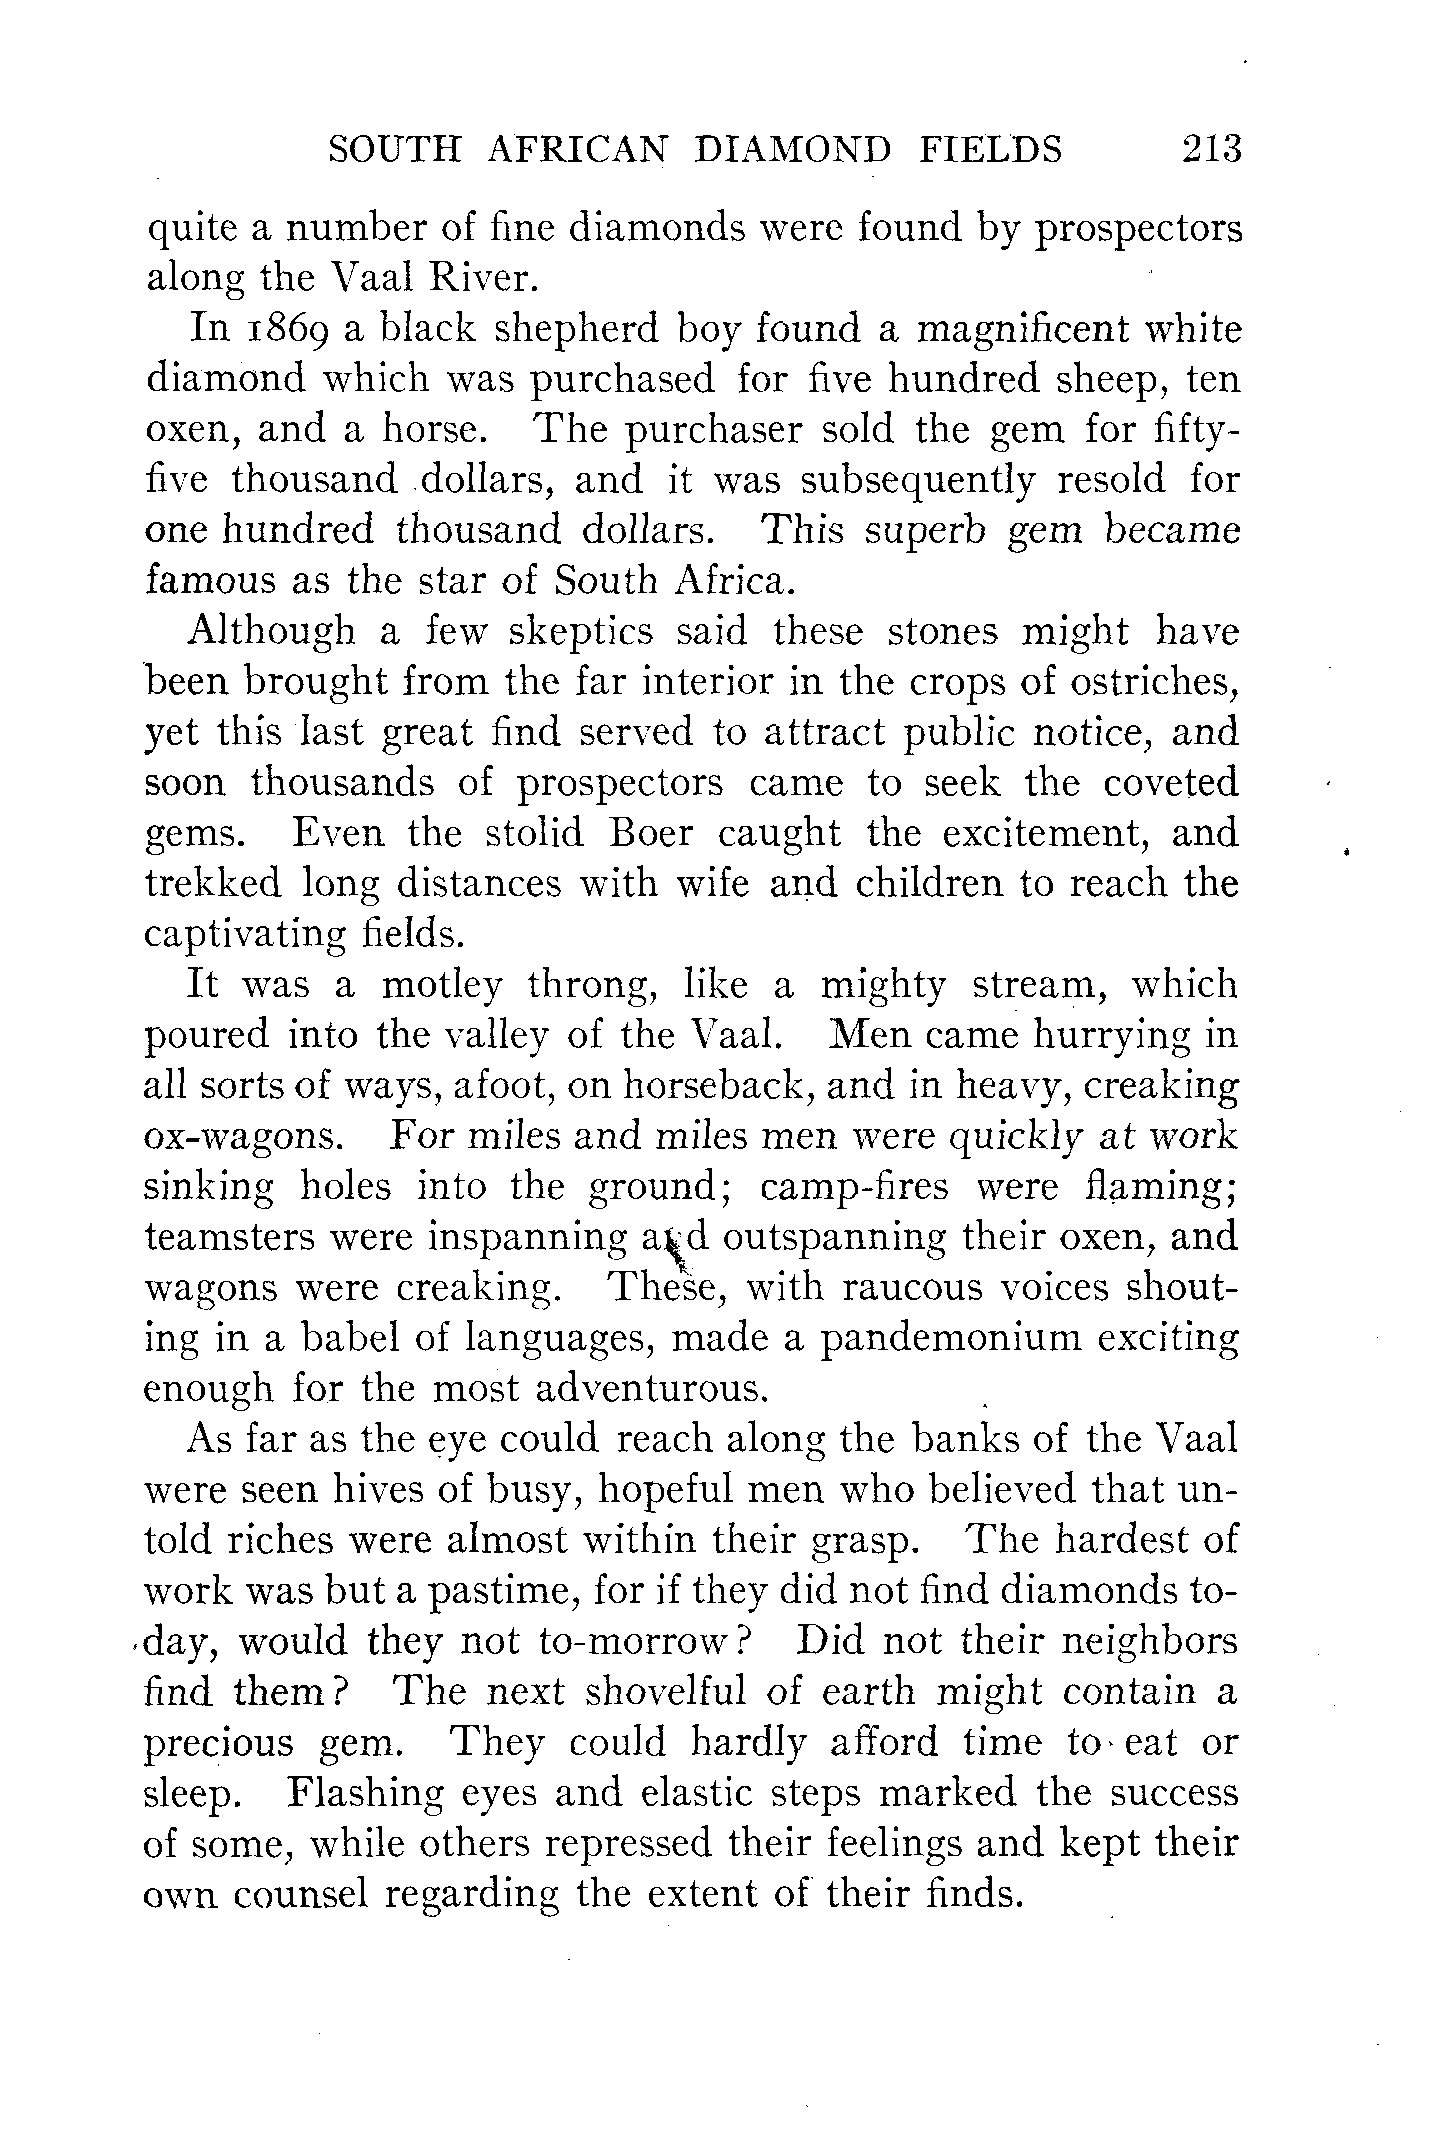 SOUTH AFRICAN DIAMOND FIELDS 213
quite a number of fine diamonds were found by prospectors
along the Vaal River.
In 1869 a black shepherd boy found a magnificent white
diamond which was purchased for five hundred sheep, ten
oxen, and a horse. The purchaser sold the gem for fifty-
five thousand dollars, and it was subsequently resold for
one hundred thousand dollars. This superb gem became
famous as the star of South Africa.
Although a few skeptics said these stones might have
been brought from the far interior in the crops of ostriches,
yet this last great find served to attract public notice, and
soon thousands of prospectors came to seek the coveted
gems. Even the stolid Boer caught the excitement, and
trekked long distances with wife and children to reach the
captivating fields.
It was a motley throng, like a mighty stream, which
poured into the valley of the Vaal. Men came hurrying in
all sorts of ways, afoot, on horseback, and in heavy, creaking
ox-wagons. For miles and miles men were quickly at work
sinking holes into the ground; camp-fires were flaming;
teamsters were inspanning and outspanning their oxen, and
wagons were creaking. These, with raucous voices shout-
ing in a babel of languages, made a pandemonium exciting
enough for the most adventurous.
As far as the eye could reach along the banks of the Vaal
were seen hives of busy, hopeful men who believed that un-
told riches were almost within their grasp. The hardest of
work was but a pastime, for if they did not find diamonds to-
day, would they not to-morrow? Did not their neighbors
find them? The next shovelful of earth might contain a
precious gem. They could hardly afford time to eat or
sleep. Flashing eyes and elastic steps marked the success
of some, while others repressed their feelings and kept their
own counsel regarding the extent of their finds.